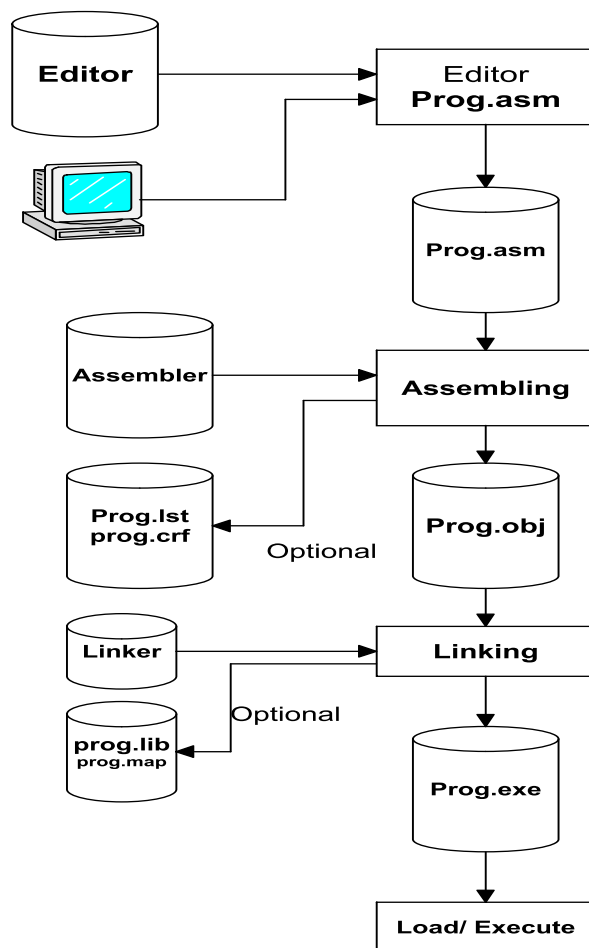 Editor
Editor
Prog.asm
Prog.asm
Assembler
Assembling
Prog.lst
prog.crf
Optional
Prog.obj
Linker
Linking
Optional
prog.lib
prog.map
Prog.exe
Load/ Execute